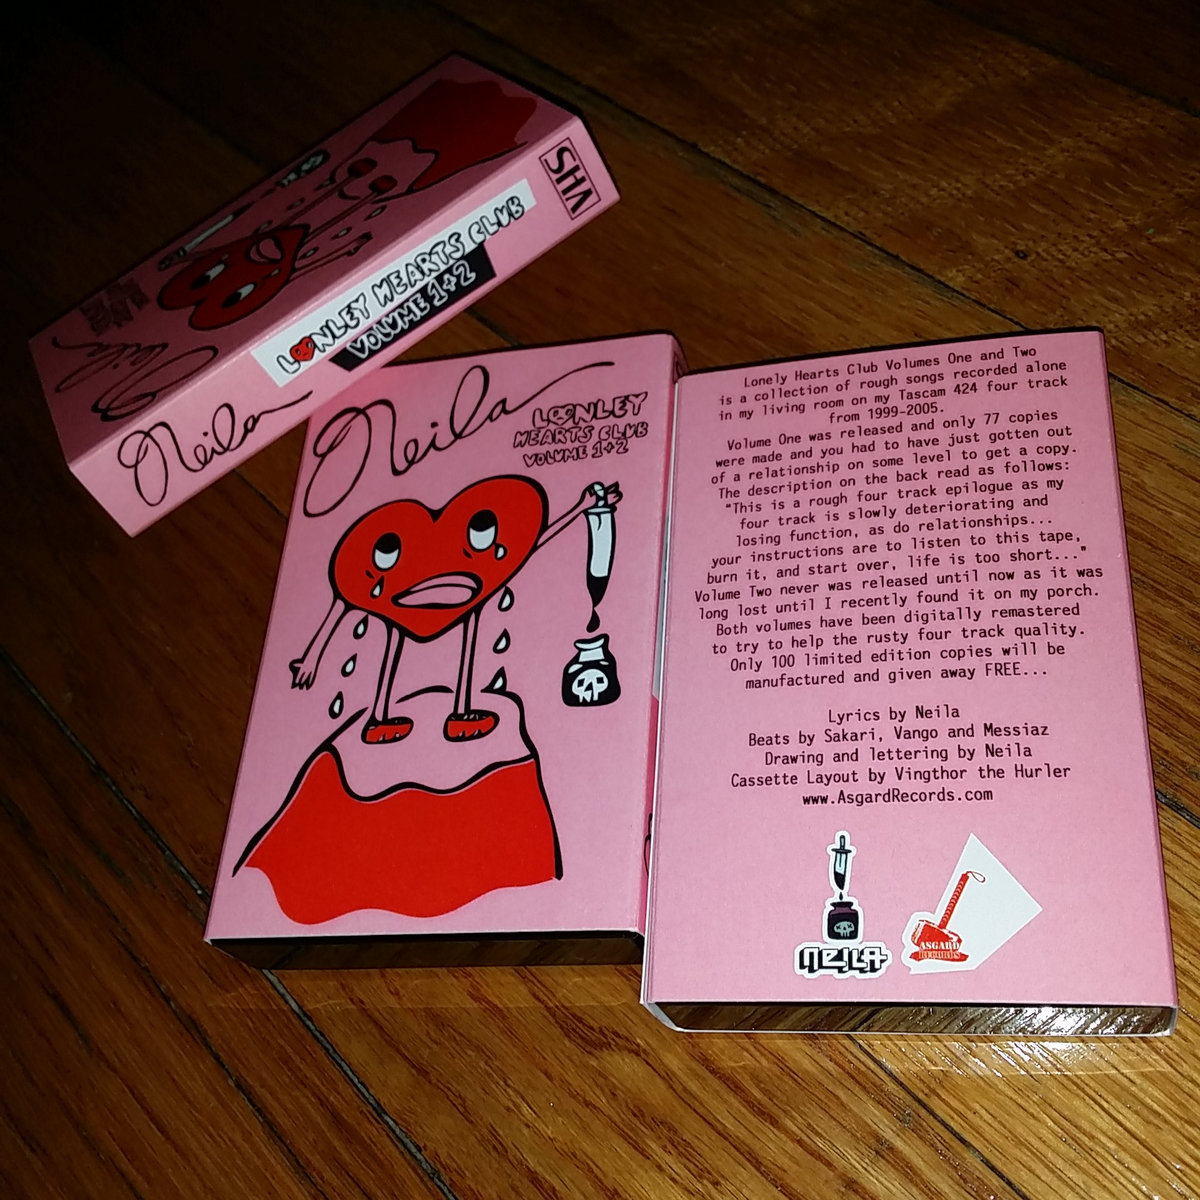 VHS
LONLEY HEARTS CLUB
VOLUME 1+2
Neila
Neila
Neila
LONLEY
HEARTS CLUB
VOLUME 1+2
Lonely Hearts Club Volumes One and Two
is a collection of rough songs recorded alone
in my living room on my Tascam 424 four track
from 1999-2005.
Volume One was released and only 77 copies
were made and you had to have just gotten out
of a relationship on some level to get a copy.
The description on the back read as follows:
"This is a rough four track epilogue as my
four track is slowly deteriorating and
losing function, as do relationships...
your instructions are to listen to this tape,
burn it, and start over, life is too short..."
Volume Two never was released until now as it was
long lost until I recently found it on my porch.
Both volumes have been digitally remastered
to try to help the rusty four track quality.
Only 100 limited edition copies will be
manufactured and given away FREE...
Lyrics by Neila
Beats by Sakari, Vango and Messiaz
Drawing and lettering by Neila
Cassette Layout by Vingthor the Hurler
www.AsgardRecords.com
NEILA
ASGARD
RECORDS